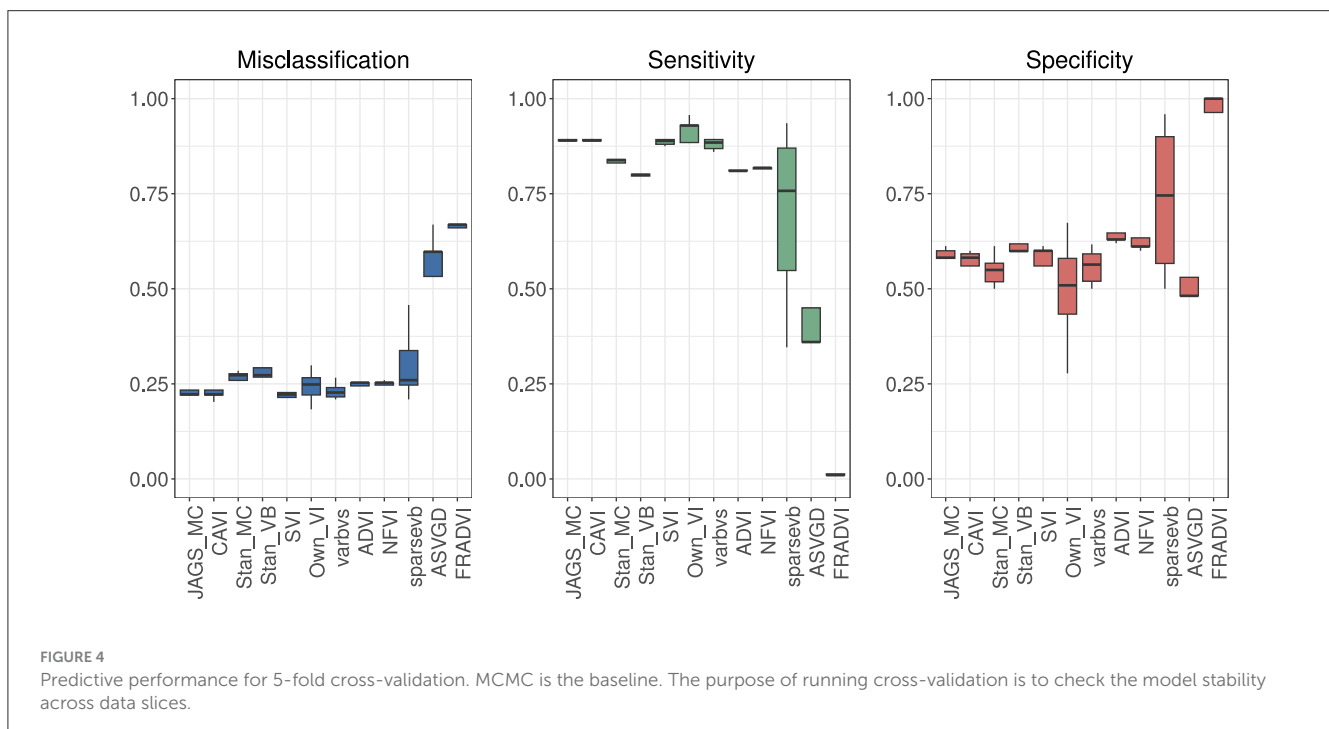 Misclassification
Sensitivity
Specificity
1.00
0.75
0.50
0.25
0.00
JAGS_MC
CAVI
Stan_MC
Stan_VB
SVI
Own_VI
varbvs
ADVI
NFVI
sparsevb
ASVGD
FRADVI
1.00
0.75
0.50
0.25
0.00
JAGS_MC
CAVI
Stan_MC
Stan_VB
SVI
Own_VI
varbvs
ADVI
NFVI
sparsevb
ASVGD
FRADVI
1.00
0.75
0.50
0.25
0.00
JAGS_MC
CAVI
Stan_MC
Stan_VB
SVI
Own_VI
varbvs
ADVI
NFVI
sparsevb
ASVGD
FRADVI
FIGURE 4
Predictive performance for 5-fold cross-validation. MCMC is the baseline. The purpose of running cross-validation is to check the model stability
across data slices.